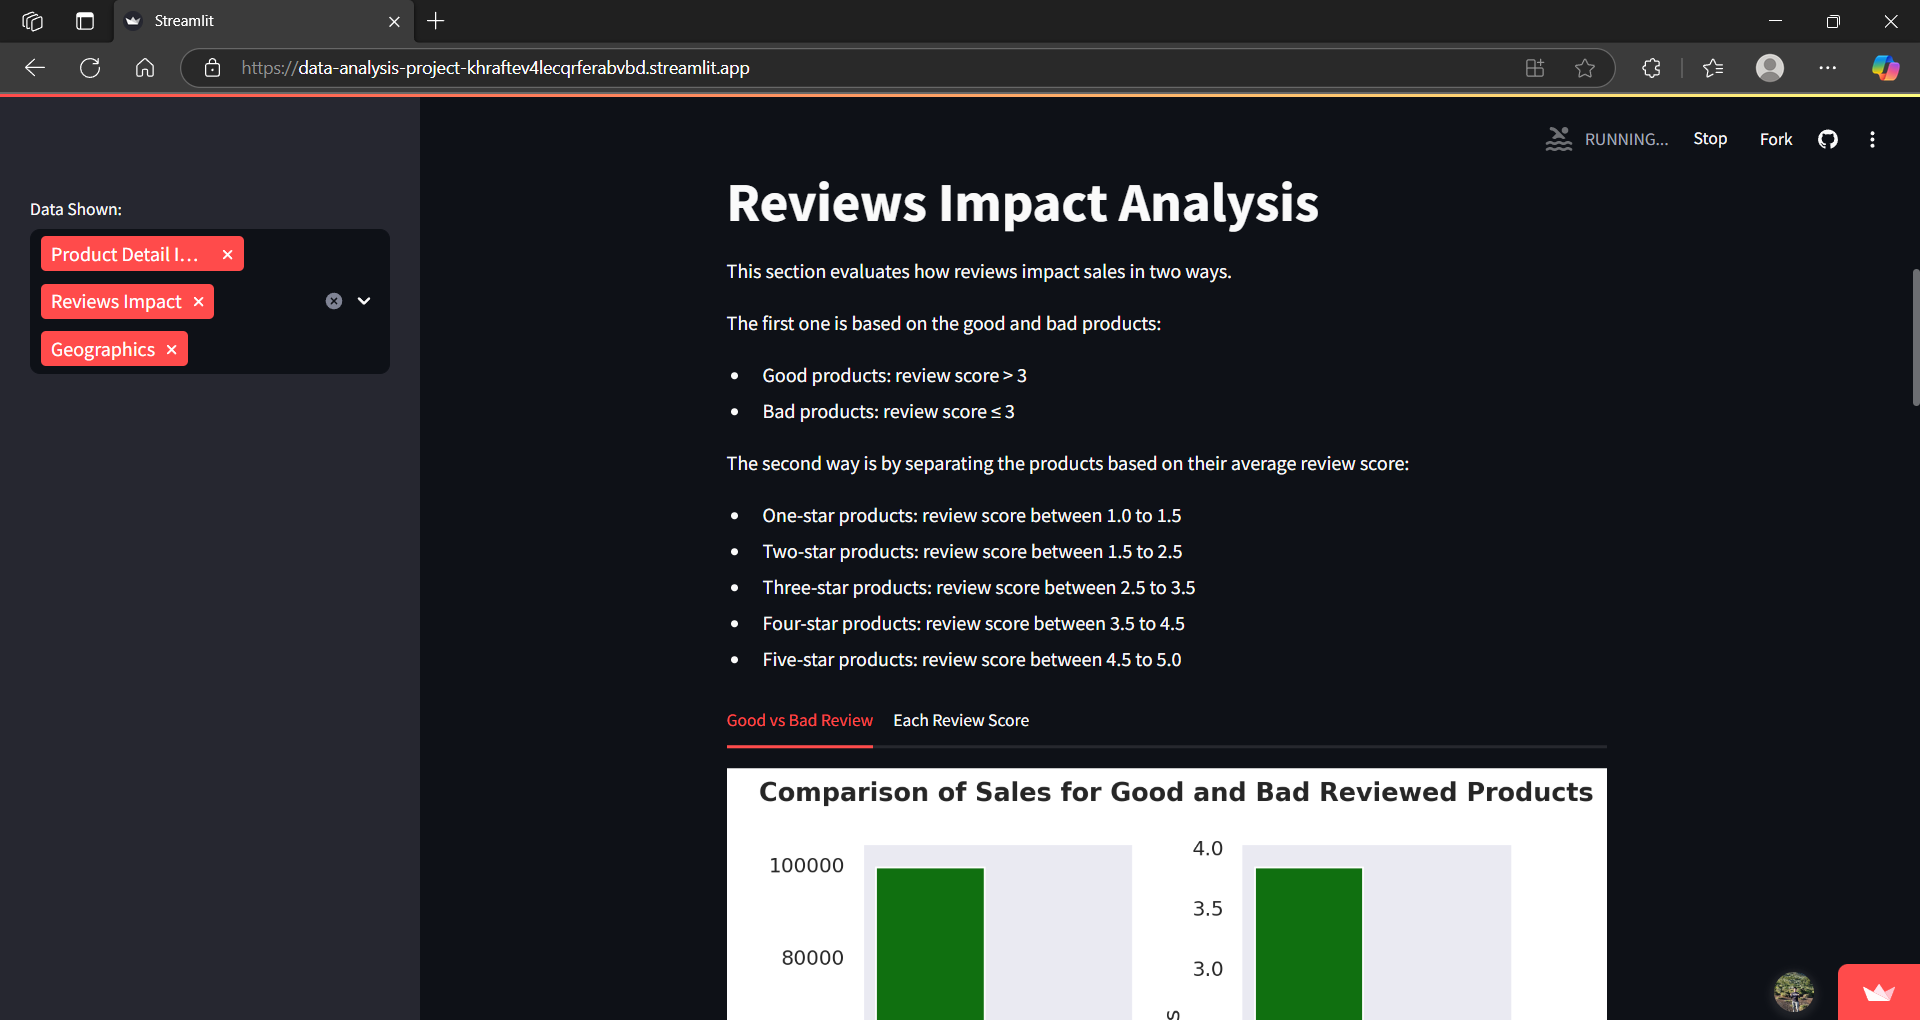 Streamlit
https://data-analysis-project-khraftev4lecqrferabvbd.streamlit.app
RUNNING... Stop Fork
Data Shown:
Product Detail I...
Reviews Impact
Geographics
Reviews Impact Analysis
This section evaluates how reviews impact sales in two ways.
The first one is based on the good and bad products:
• Good products: review score > 3
• Bad products: review score ≤ 3
The second way is by separating the products based on their average review score:
• One-star products: review score between 1.0 to 1.5
• Two-star products: review score between 1.5 to 2.5
• Three-star products: review score between 2.5 to 3.5
• Four-star products: review score between 3.5 to 4.5
• Five-star products: review score between 4.5 to 5.0
Good vs Bad Review Each Review Score
Comparison of Sales for Good and Bad Reviewed Products
100000
80000
4.0
3.5
3.0